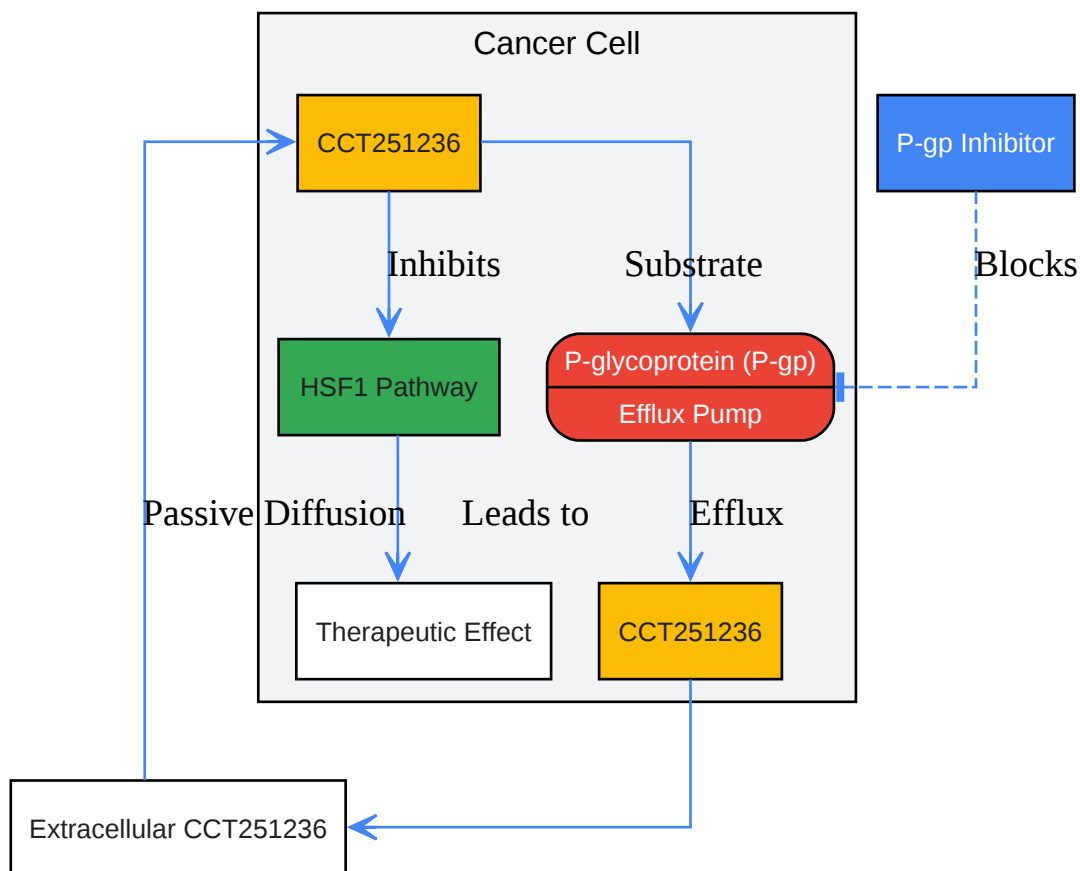 Cancer Cell
CCT251236
P-gp Inhibitor
Inhibits
Substrate
Blocks
P-glycoprotein (P-gp)
HSF1 Pathway
Efflux Pump
Passive Diffusion
Leads to
Efflux
Therapeutic Effect
CCT251236
Extracellular CCT251236